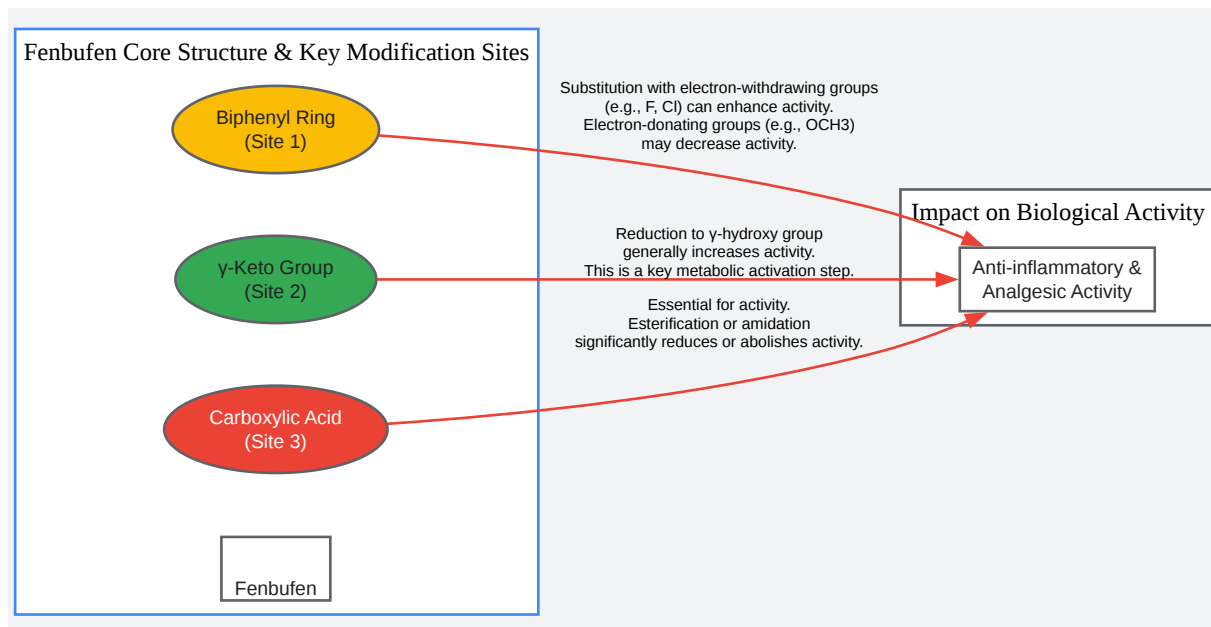 Fenbufen Core Structure & Key Modification Sites
Biphenyl Ring
(Site 1)
γ-Keto Group
(Site 2)
Carboxylic Acid
(Site 3)
Fenbufen
Substitution with electron-withdrawing groups
(e.g., F, Cl) can enhance activity.
Electron-donating groups (e.g., OCH3)
may decrease activity.
Reduction to γ-hydroxy group
generally increases activity.
This is a key metabolic activation step.
Essential for activity.
Esterification or amidation
significantly reduces or abolishes activity.
Impact on Biological Activity
Anti-inflammatory &
Analgesic Activity